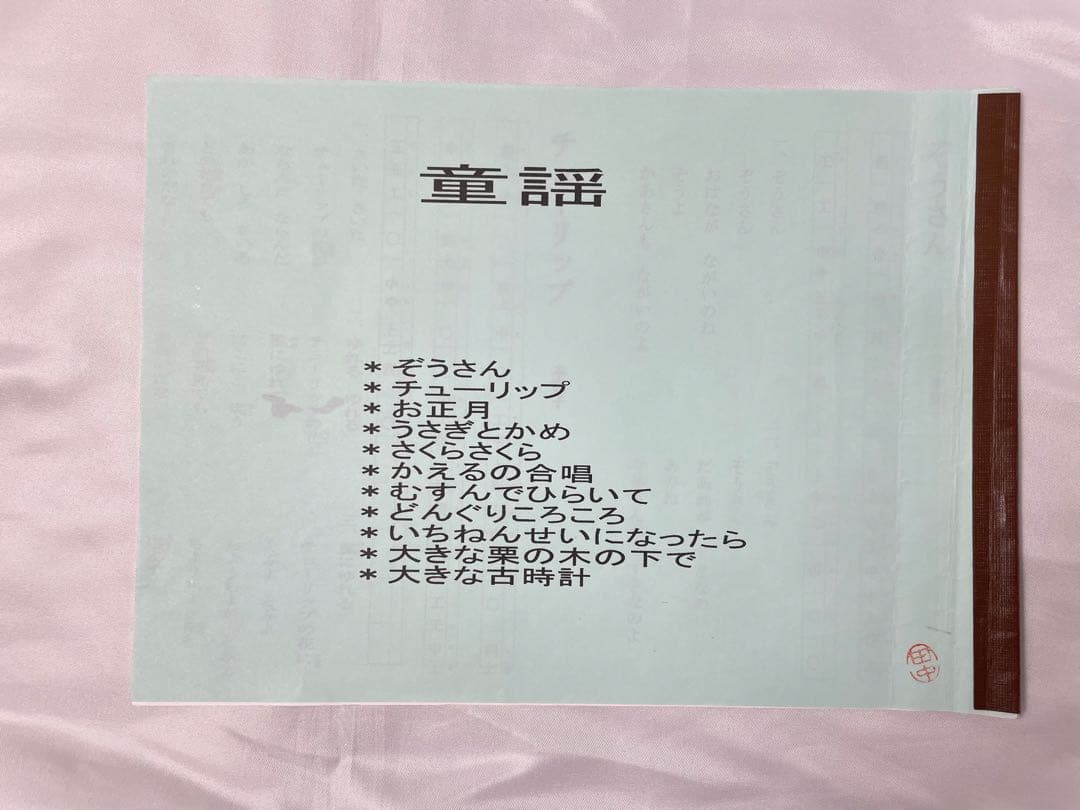 童謡
＊ぞうさん
＊チューリップ
＊お正月
＊うさぎとかめ
＊さくらさくら
＊かえるの合唱
＊むすんでひらいて
＊どんぐりころころ
＊いちねんせいになったら
＊大きな栗の木の下で
＊大きな古時計
田中